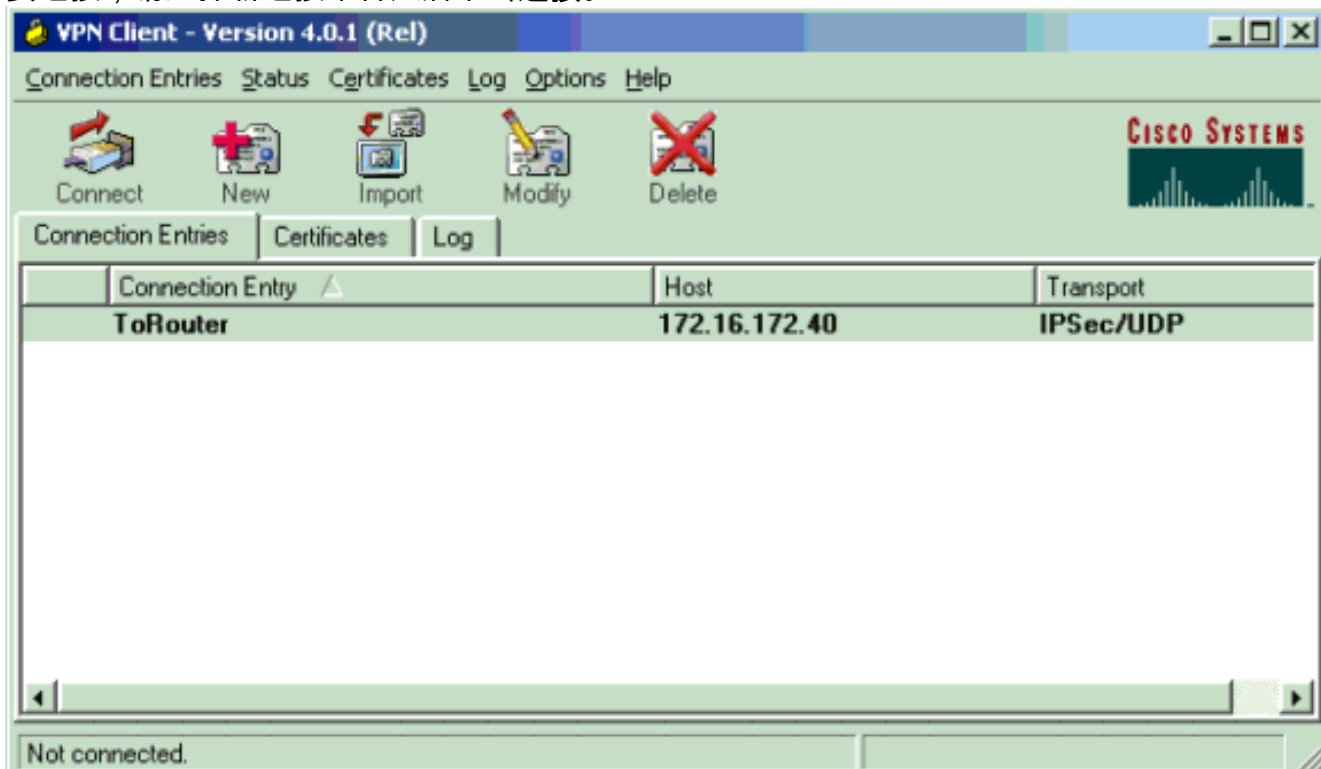 VPN Client - Version 4.0.1 (Rel)
Connection Entries Status Certificates Log Options Help
Connect New Import Modify Delete
CISCO SYSTEMS
Connection Entries Certificates Log
Connection Entry Host Transport
ToRouter 172.16.172.40 IPSec/UDP
Not connected.